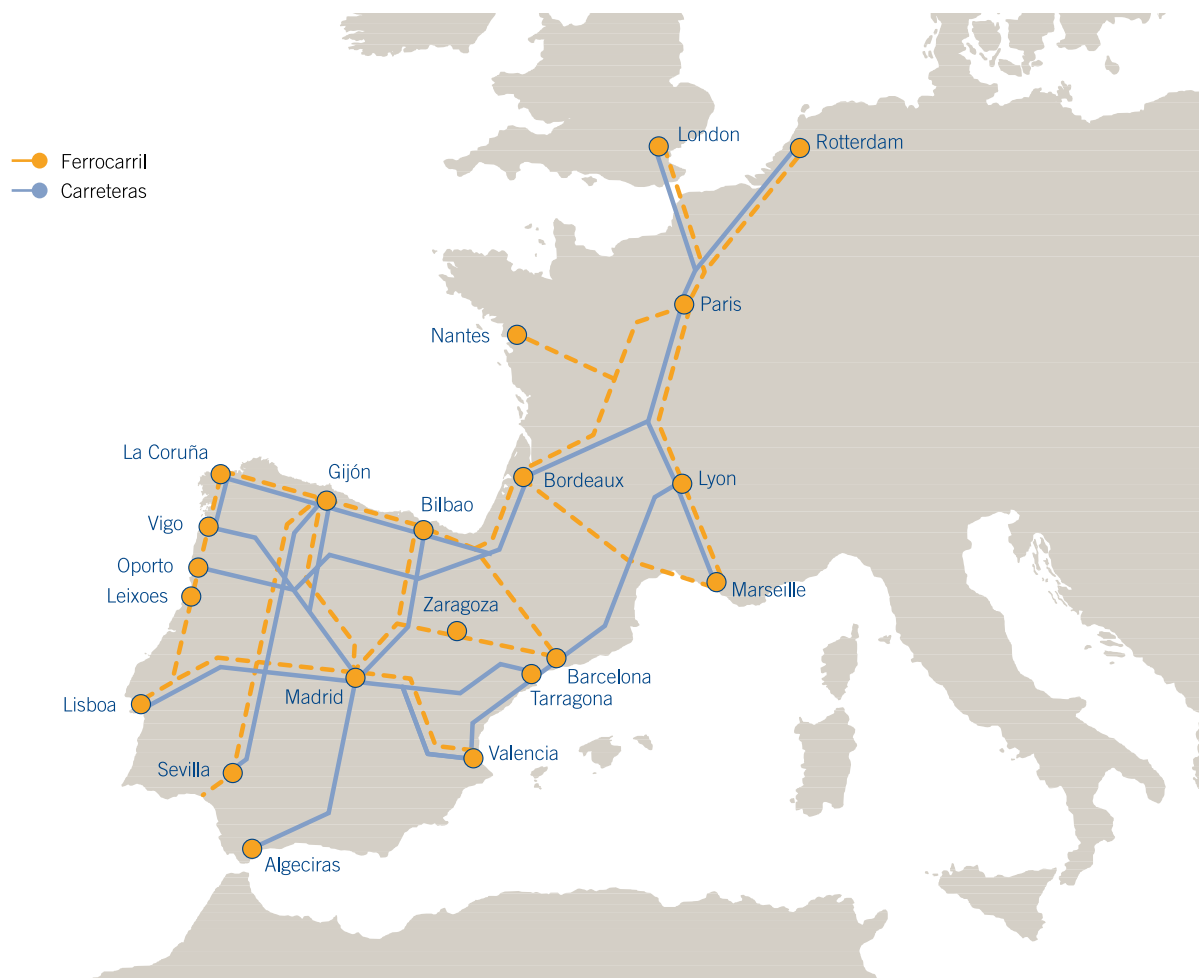 London
Rotterdam
Ferrocarril
Carreteras
Paris
Nantes
La Coruña
Gijón
Bordeaux
Lyon
Bilbao
Vigo
Oporto
Leixoes
Marseille
Zaragoza
Barcelona
Madrid
Tarragona
Lisboa
Valencia
Sevilla
Algeciras